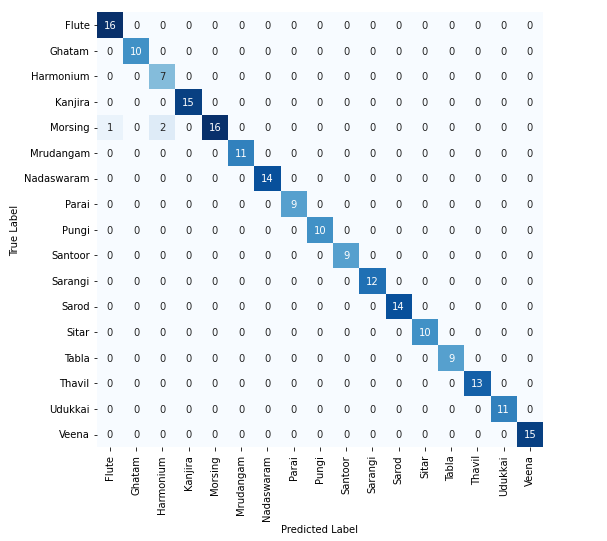 Flute 16 0 0 0 0 0 0 0 0 0 0 0 0 0 0 0 0
Ghatam 0 10 0 0 0 0 0 0 0 0 0 0 0 0 0 0 0
Harmonium 0 0 7 0 0 0 0 0 0 0 0 0 0 0 0 0 0
Kanjira 0 0 0 15 0 0 0 0 0 0 0 0 0 0 0 0 0
Morsing 1 0 2 0 16 0 0 0 0 0 0 0 0 0 0 0 0
Mrudangam 0 0 0 0 0 11 0 0 0 0 0 0 0 0 0 0 0
Nadaswaram 0 0 0 0 0 0 14 0 0 0 0 0 0 0 0 0 0
Parai 0 0 0 0 0 0 0 9 0 0 0 0 0 0 0 0 0
Pungi 0 0 0 0 0 0 0 0 10 0 0 0 0 0 0 0 0
Santoor 0 0 0 0 0 0 0 0 0 9 0 0 0 0 0 0 0
Sarangi 0 0 0 0 0 0 0 0 0 0 12 0 0 0 0 0 0
Sarod 0 0 0 0 0 0 0 0 0 0 0 14 0 0 0 0 0
Sitar 0 0 0 0 0 0 0 0 0 0 0 0 10 0 0 0 0
Tabla 0 0 0 0 0 0 0 0 0 0 0 0 0 9 0 0 0
Thavil 0 0 0 0 0 0 0 0 0 0 0 0 0 0 13 0 0
Udukkai 0 0 0 0 0 0 0 0 0 0 0 0 0 0 0 11 0
Veena 0 0 0 0 0 0 0 0 0 0 0 0 0 0 0 0 15
True Label
Flute Ghatam Harmonium Kanjira Morsing Mrudangam Nadaswaram Parai Pungi Santoor Sarangi Sarod Sitar Tabla Thavil Udukkai Veena
Predicted Label